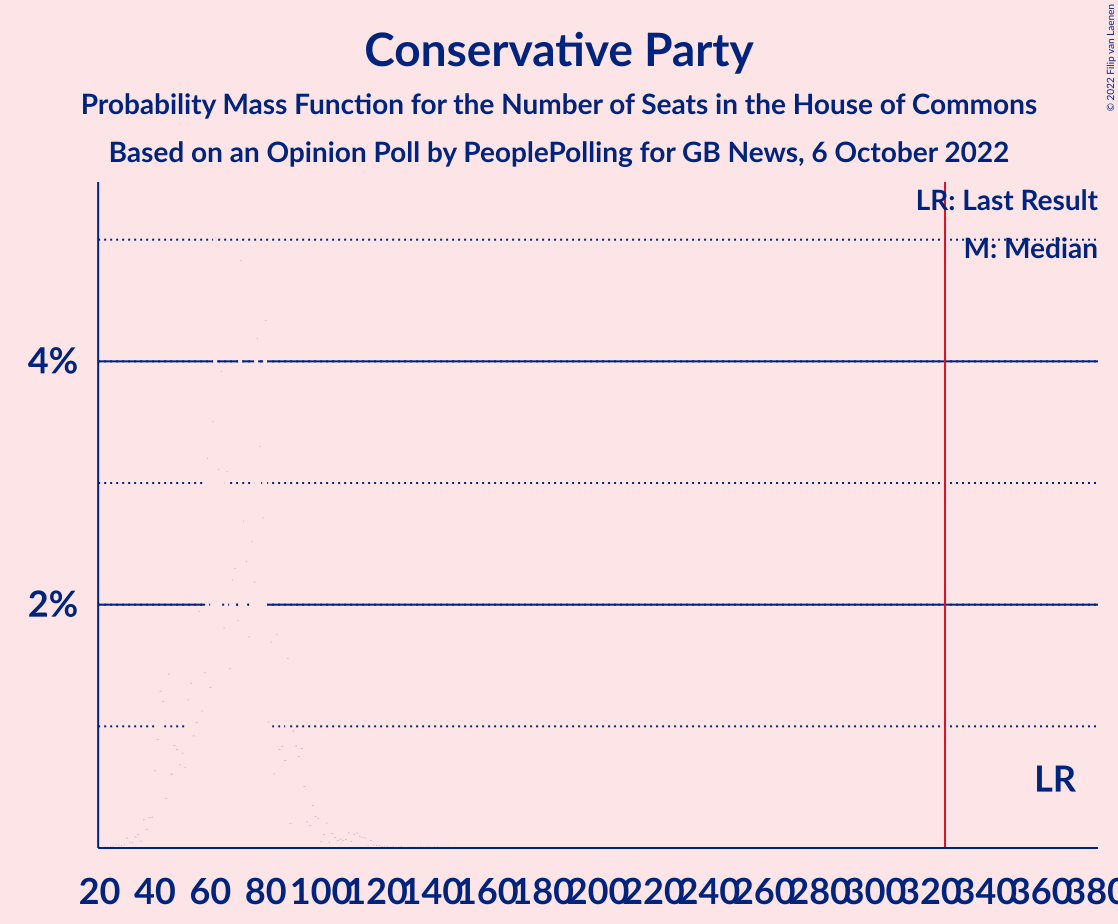 Conservative Party
Probability Mass Function for the Number of Seats in the House of Commons
Based on an Opinion Poll by PeoplePolling for GB News, 6 October 2022
© 2022 Filip van Laenen
LR: Last Result
M: Median
4%
2%
LR
20 40 60 80 100 120 140 160 180 200 220 240 260 280 300 320 340 360 380